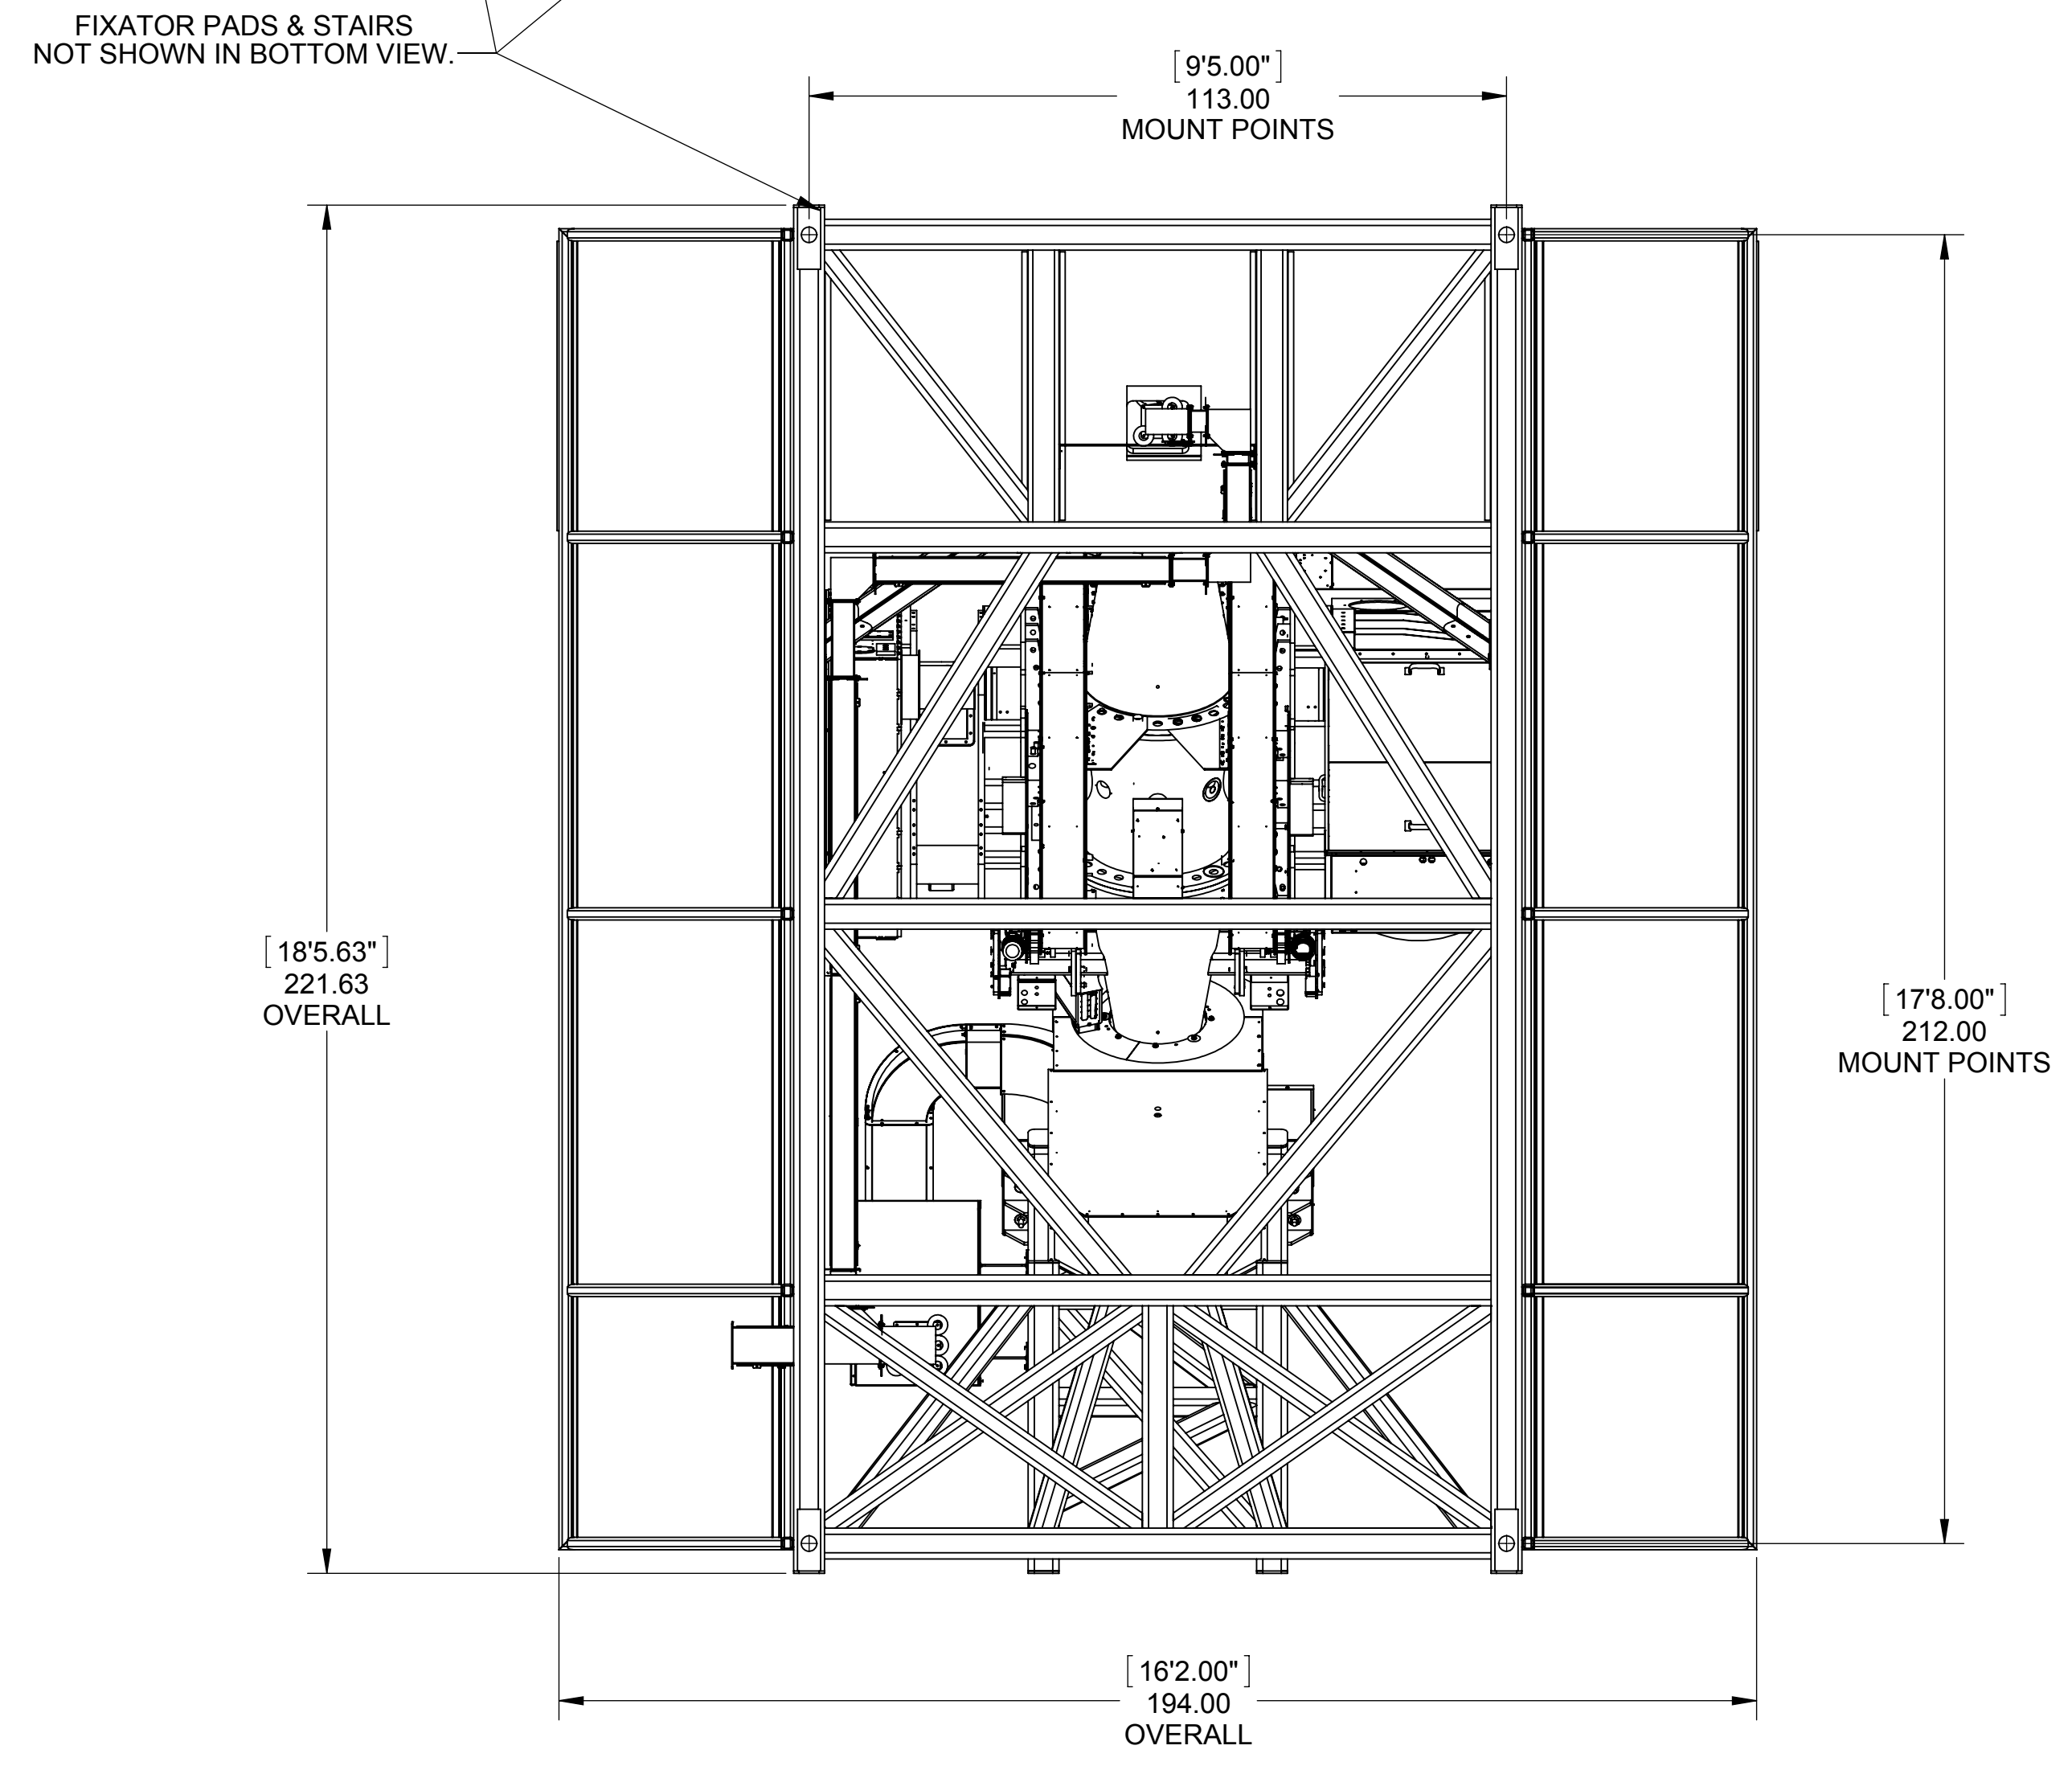 FIXATOR PADS & STAIRS
NOT SHOWN IN BOTTOM VIEW.
[9'5.00"]
113.00
MOUNT POINTS
[18'5.63"]
221.63
OVERALL
[17'8.00"]
212.00
MOUNT POINTS
[16'2.00"]
194.00
OVERALL